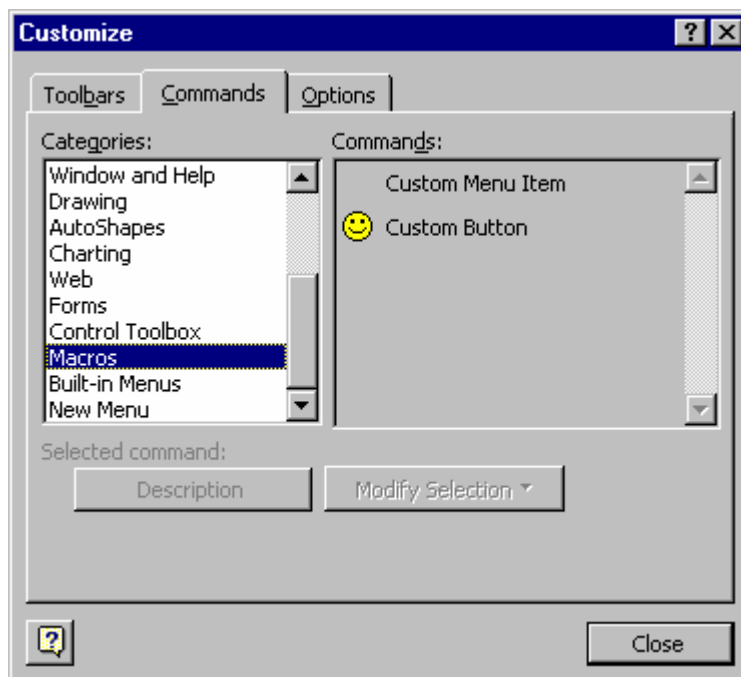 Customize
Toolbars Commands Options
Categories: Commands:
Window and Help
Drawing
AutoShapes
Charting
Web
Forms
Control Toolbox
Macros
Built-in Menus
New Menu
Custom Menu Item
Custom Button
Selected command:
Description Modify Selection
Close